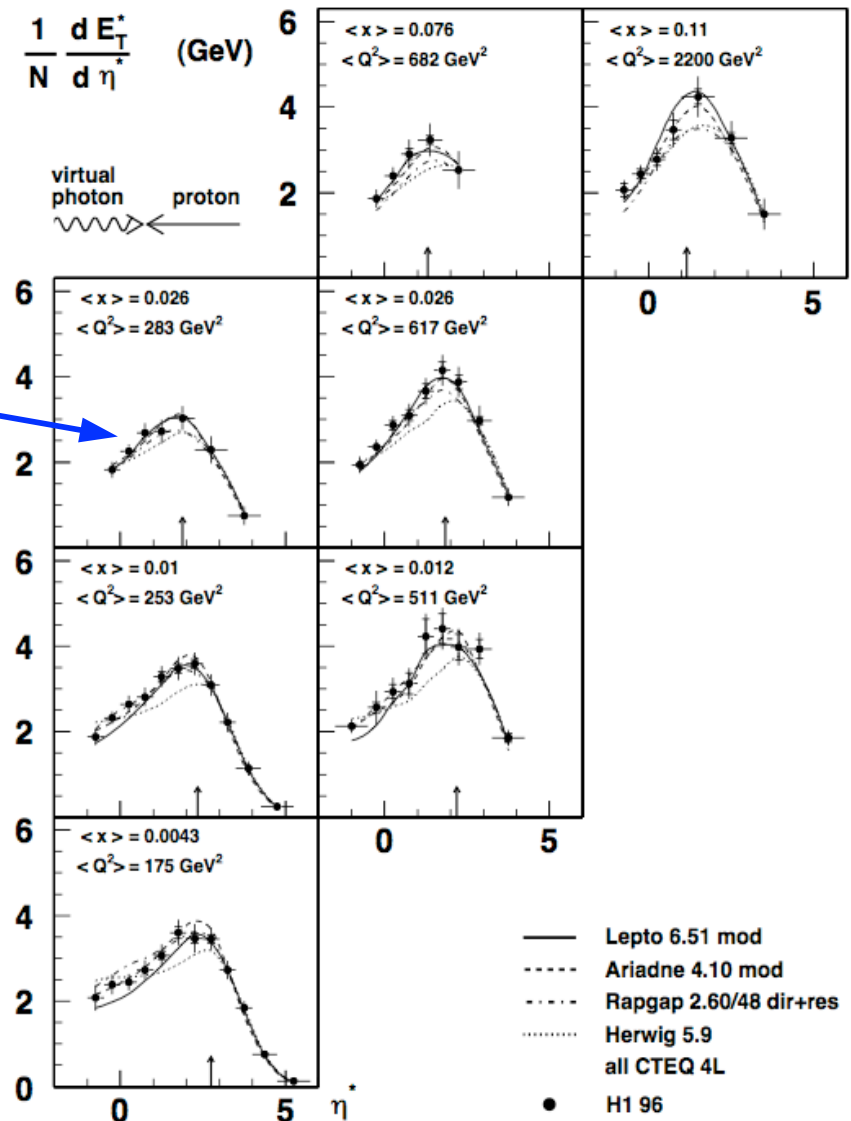 1/N d E*_T / d η* (GeV)
virtual
photon
proton
< x > = 0.076
< Q²> = 682 GeV²
< x > = 0.11
< Q²> = 2200 GeV²
6
4
2
0
5
< x > = 0.026
< Q²> = 283 GeV²
< x > = 0.026
< Q²> = 617 GeV²
6
4
2
< x > = 0.01
< Q²> = 253 GeV²
< x > = 0.012
< Q²> = 511 GeV²
6
4
2
0
5
< x > = 0.0043
< Q²> = 175 GeV²
6
4
2
0
0
5
η*
Lepto 6.51 mod
Ariadne 4.10 mod
Rapgap 2.60/48 dir+res
Herwig 5.9
all CTEQ 4L
H1 96